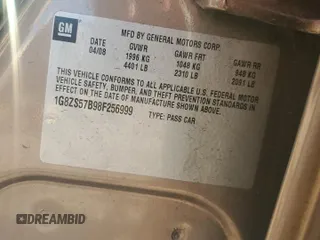 GM
MFD BY GENERAL MOTORS CORP.
04/08 GVWR GAWR FRT GAWR RR
1996 KG 1048 KG 948 KG
4401 LB 2310 LB 2091 LB
THIS VEHICLE CONFORMS TO ALL APPLICABLE U.S. FEDERAL MOTOR
VEHICLE SAFETY, BUMPER, AND THEFT PREVENTION STANDARDS IN
EFFECT ON THE DATE OF MANUFACTURE SHOWN ABOVE.
1G8ZS57B98F256999 TYPE: PASS CAR
DREAMBID